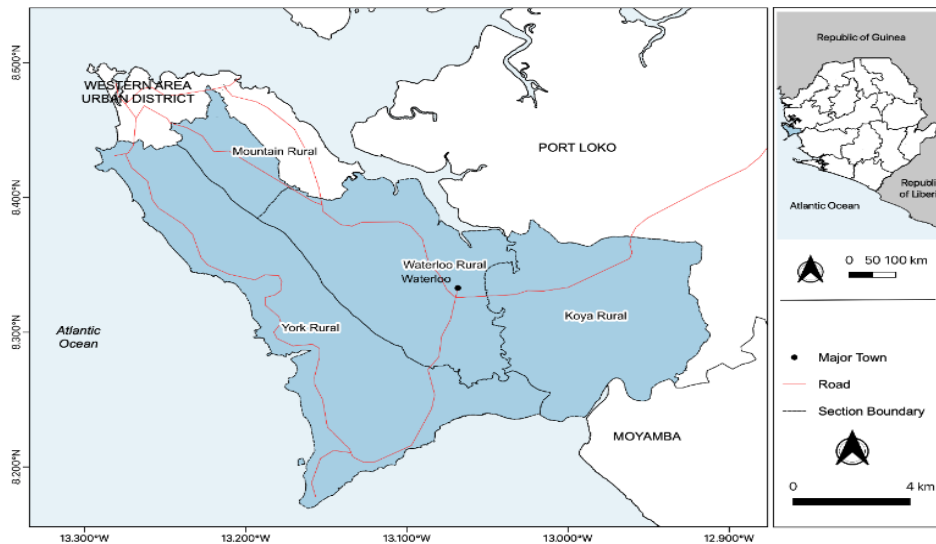 8.500°N
8.400°N
8.300°N
8.200°N
WESTERN AREA
URBAN DISTRICT
Mountain Rural
PORT LOKO
Waterloo Rural
Waterloo
Koya Rural
York Rural
Atlantic
Ocean
MOYAMBA
13.300°W
13.200°W
13.100°W
13.000°W
12.900°W
Republic of Guinea
Republic
of Liberi
Atlantic Ocean
0 50 100 km
Major Town
Road
Section Boundary
0 4 km